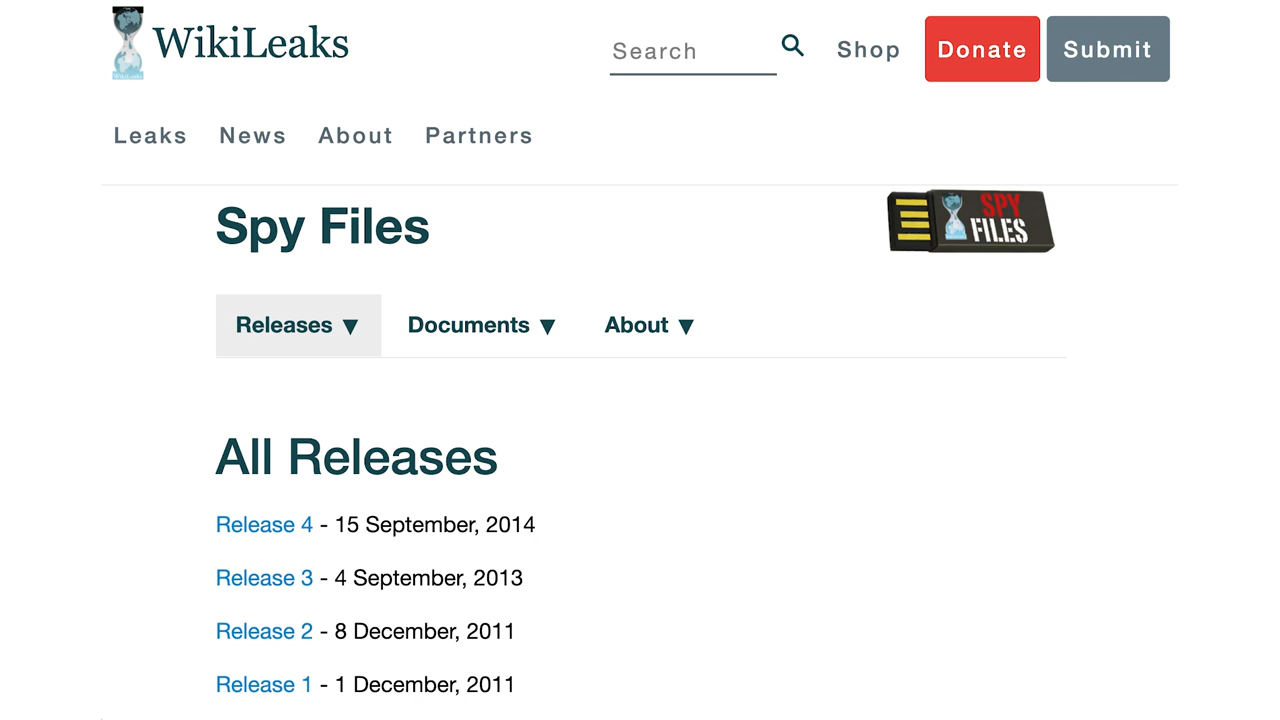 WikiLeaks
Search
Shop
Donate
Submit
Leaks News About Partners
Spy Files
SPY
FILES
Releases ▼ Documents ▼ About ▼
All Releases
Release 4 - 15 September, 2014
Release 3 - 4 September, 2013
Release 2 - 8 December, 2011
Release 1 - 1 December, 2011